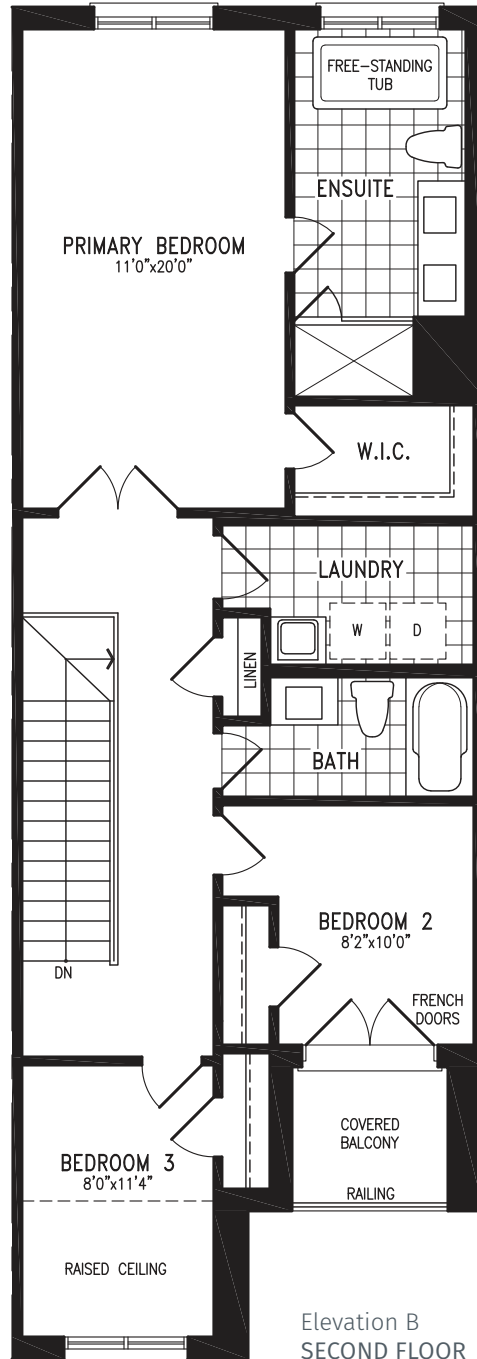 FREE-STANDING
TUB
ENSUITE
PRIMARY BEDROOM
11'0"x20'0"
W.I.C.
LAUNDRY
W
D
LINEN
BATH
BEDROOM 2
8'2"x10'0"
DN
FRENCH
DOORS
COVERED
BALCONY
BEDROOM 3
8'0"x11'4"
RAILING
RAISED CEILING
Elevation B
SECOND FLOOR